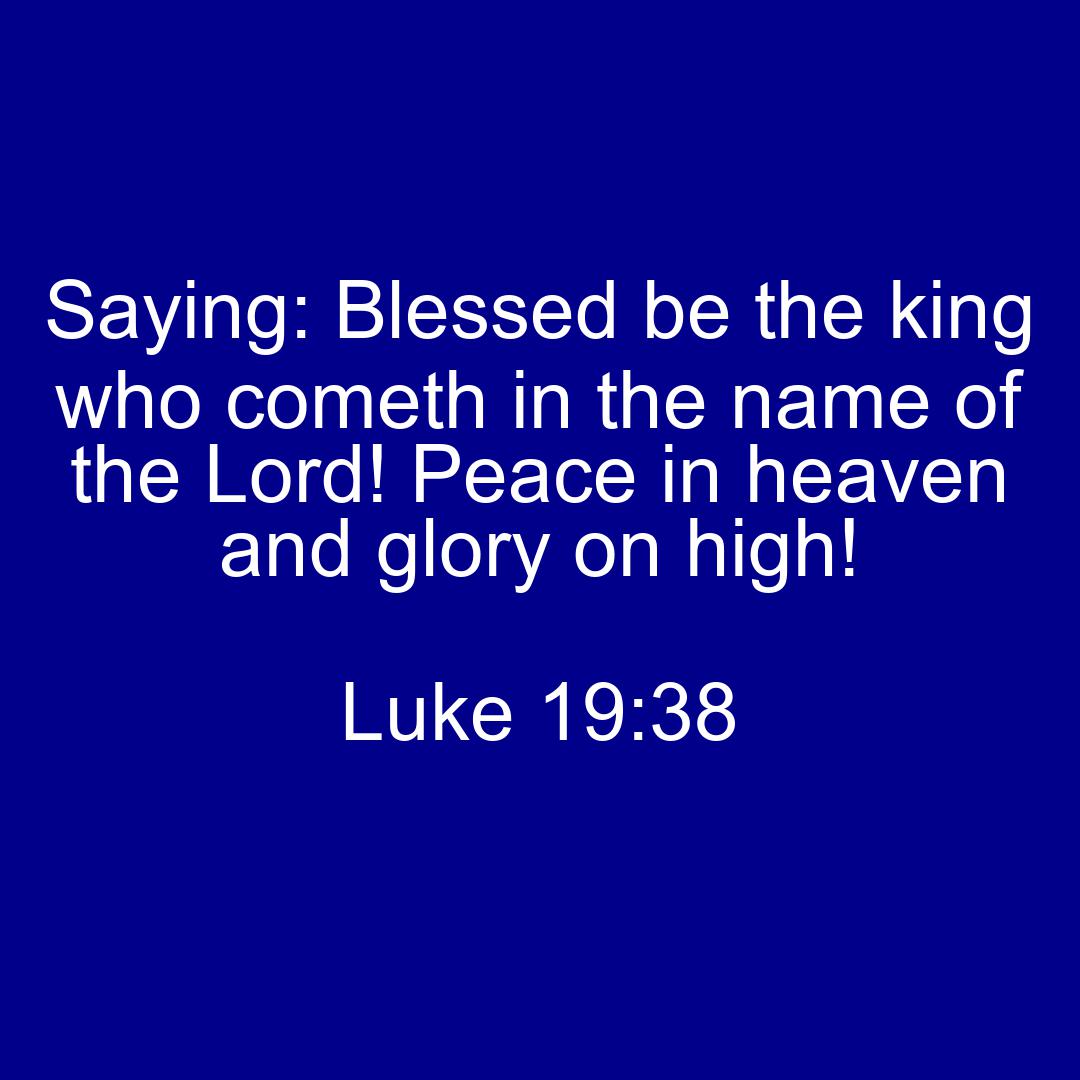 Saying: Blessed be the king
who cometh in the name of
the Lord! Peace in heaven
and glory on high!
Luke 19:38